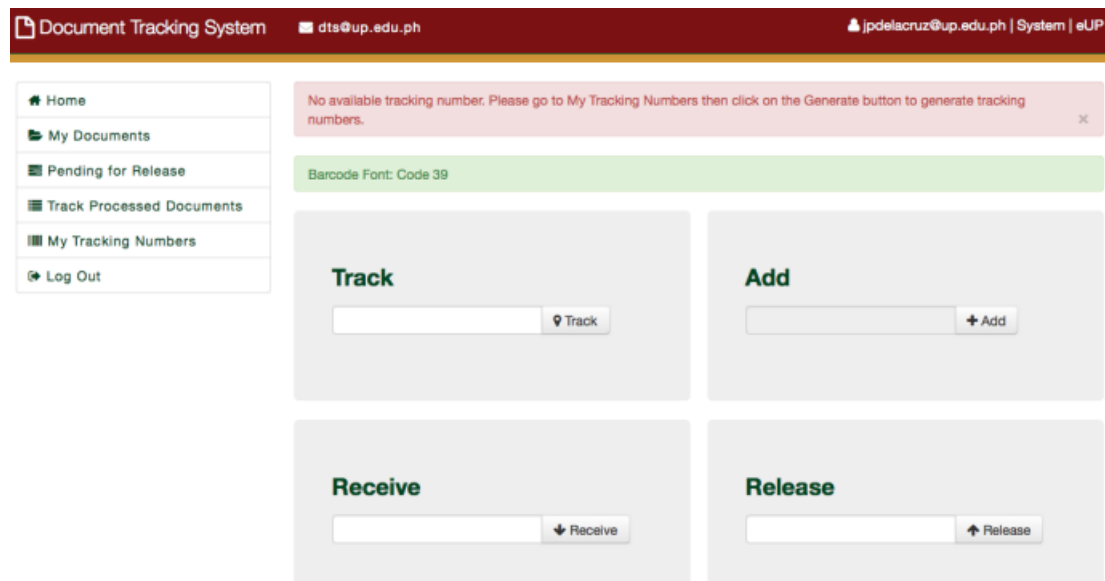 Document Tracking System
dts@up.edu.ph
jpdelacruz@up.edu.ph | System | eUP
Home
My Documents
Pending for Release
Track Processed Documents
My Tracking Numbers
Log Out
No available tracking number. Please go to My Tracking Numbers then click on the Generate button to generate tracking
numbers.
×
Barcode Font: Code 39
Track
Track
Add
Add
Receive
Receive
Release
Release